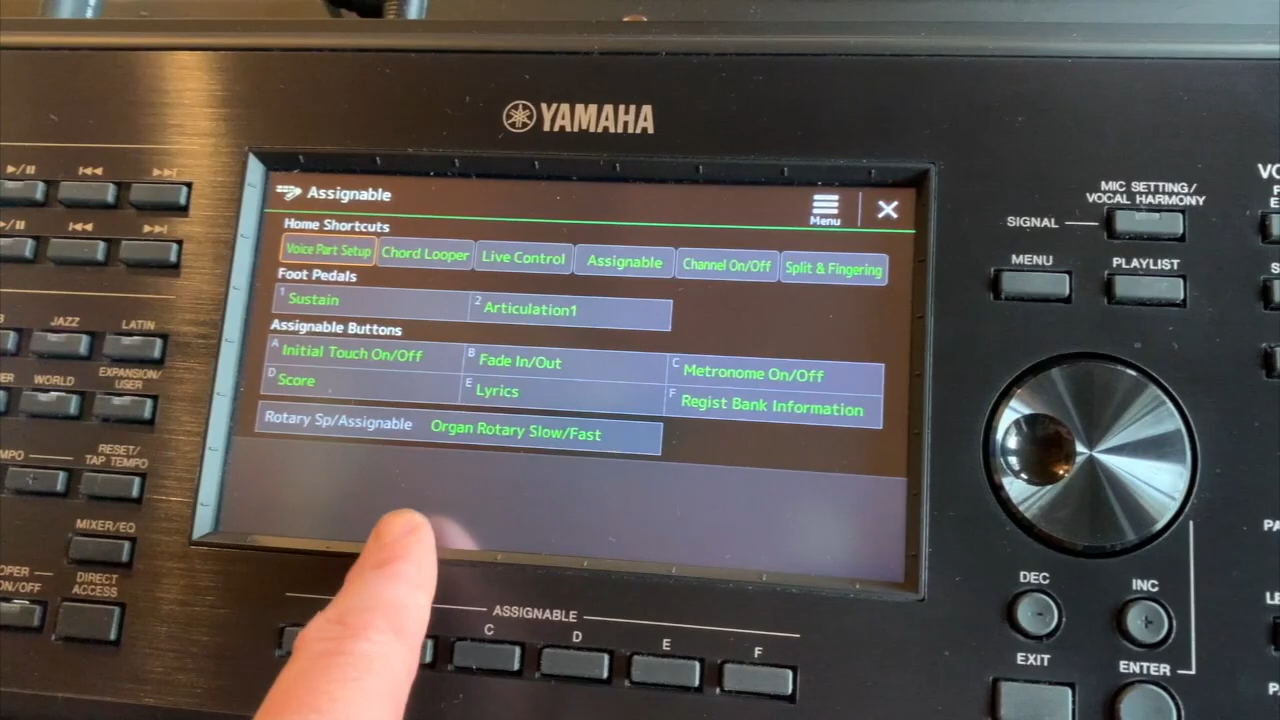 YAMAHA
Assignable
Menu
Home Shortcuts
Voice Part Setup Chord Looper Live Control Assignable Channel On/Off Split & Fingering
Foot Pedals
1 Sustain 2 Articulation1
Assignable Buttons
A Initial Touch On/Off B Fade In/Out C Metronome On/Off
D Score E Lyrics F Regist Bank Information
Rotary Sp/Assignable Organ Rotary Slow/Fast
JAZZ LATIN
WORLD EXPANSION/
USER
RESET/
TAP TEMPO
MIXER/EQ
ON/OFF DIRECT
ACCESS
ASSIGNABLE
C D E F
MIC SETTING/
VOCAL HARMONY
SIGNAL
MENU PLAYLIST
DEC INC
EXIT ENTER